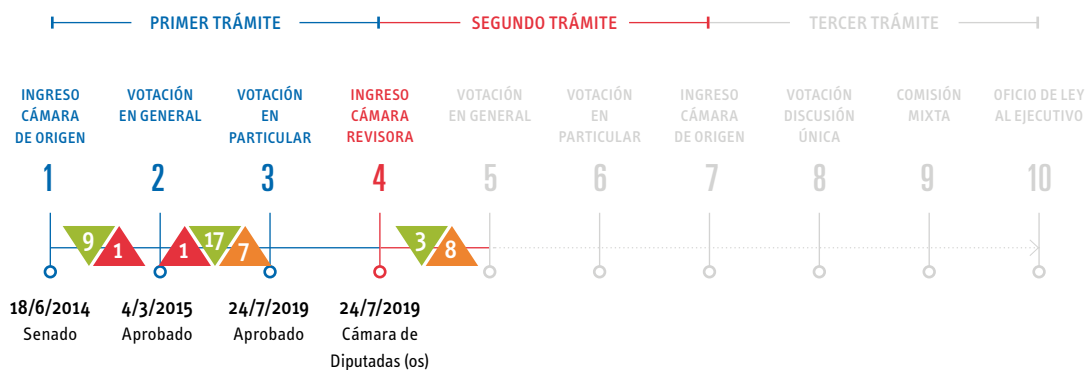 PRIMER TRÁMITE
SEGUNDO TRÁMITE
TERCER TRÁMITE
INGRESO
CÁMARA
DE ORIGEN
VOTACIÓN
EN GENERAL
VOTACIÓN
EN
PARTICULAR
INGRESO
CÁMARA
REVISORA
VOTACIÓN
EN GENERAL
VOTACIÓN
EN
PARTICULAR
INGRESO
CÁMARA
DE ORIGEN
VOTACIÓN
DISCUSIÓN
ÚNICA
COMISIÓN
MIXTA
OFICIO DE LEY
AL EJECUTIVO
1
2
3
4
5
6
7
8
9
10
9
1
1
17
7
3
8
18/6/2014
Senado
4/3/2015
Aprobado
24/7/2019
Aprobado
24/7/2019
Cámara de
Diputadas (os)